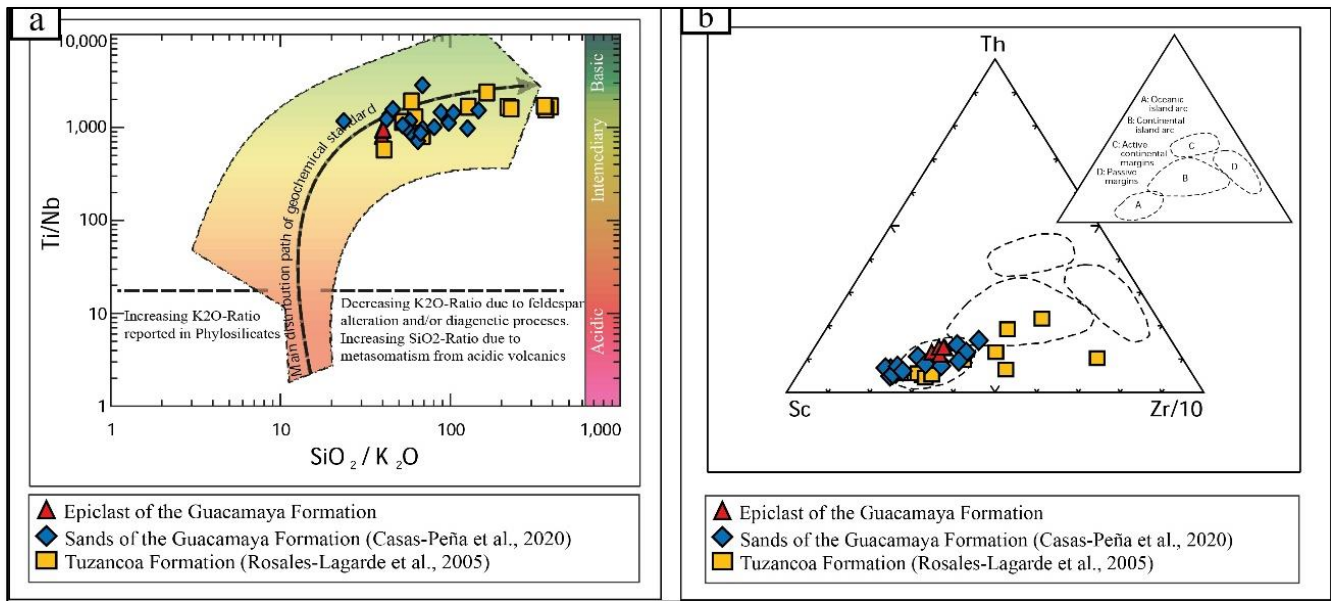 a
10,000
1,000
100
10
1
Ti/Nb
1
10
100
1,000
SiO2 / K2O
Main distribution path of geochemical standard
Increasing K2O-Ratio
reported in Phylosilicates
Decreasing K2O-Ratio due to feldespar
alteration and/or diagenetic proceses.
Increasing SiO2-Ratio due to
metasomatism from acidic volcanics
Basic
Intemediary
Acidic
Epiclast of the Guacamaya Formation
Sands of the Guacamaya Formation (Casas-Peña et al., 2020)
Tuzancoa Formation (Rosales-Lagarde et al., 2005)
b
Th
Sc
Zr/10
A: Oceanic
island arc
B: Continental
island arc
C: Active
continental
margins
D: Passive
margins
C
B
D
A
Epiclast of the Guacamaya Formation
Sands of the Guacamaya Formation (Casas-Peña et al., 2020)
Tuzancoa Formation (Rosales-Lagarde et al., 2005)